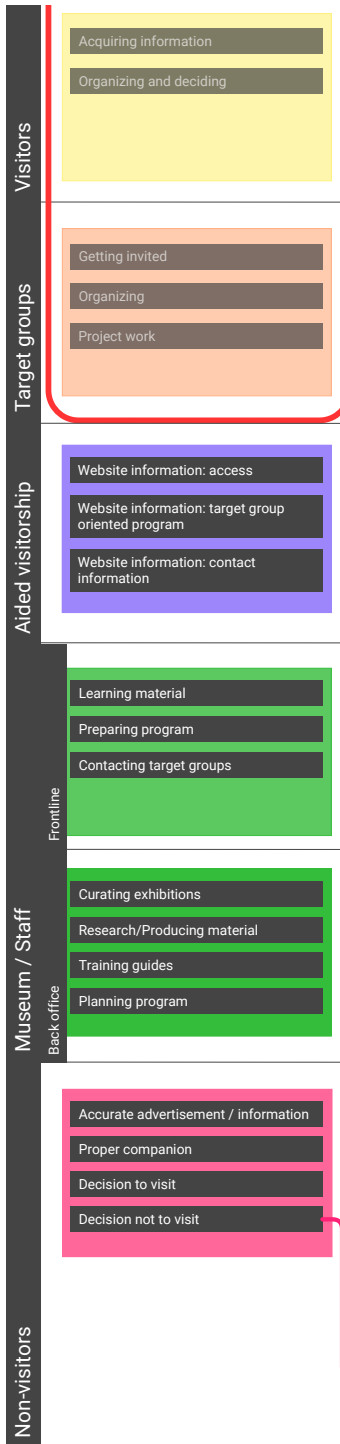 Visitors
Acquiring information
Organizing and deciding
Target groups
Getting invited
Organizing
Project work
Aided visitorship
Website information: access
Website information: target group
oriented program
Website information: contact
information
Museum / Staff
Frontline
Learning material
Preparing program
Contacting target groups
Back office
Curating exhibitions
Research/Producing material
Training guides
Planning program
Non-visitors
Accurate advertisement / information
Proper companion
Decision to visit
Decision not to visit